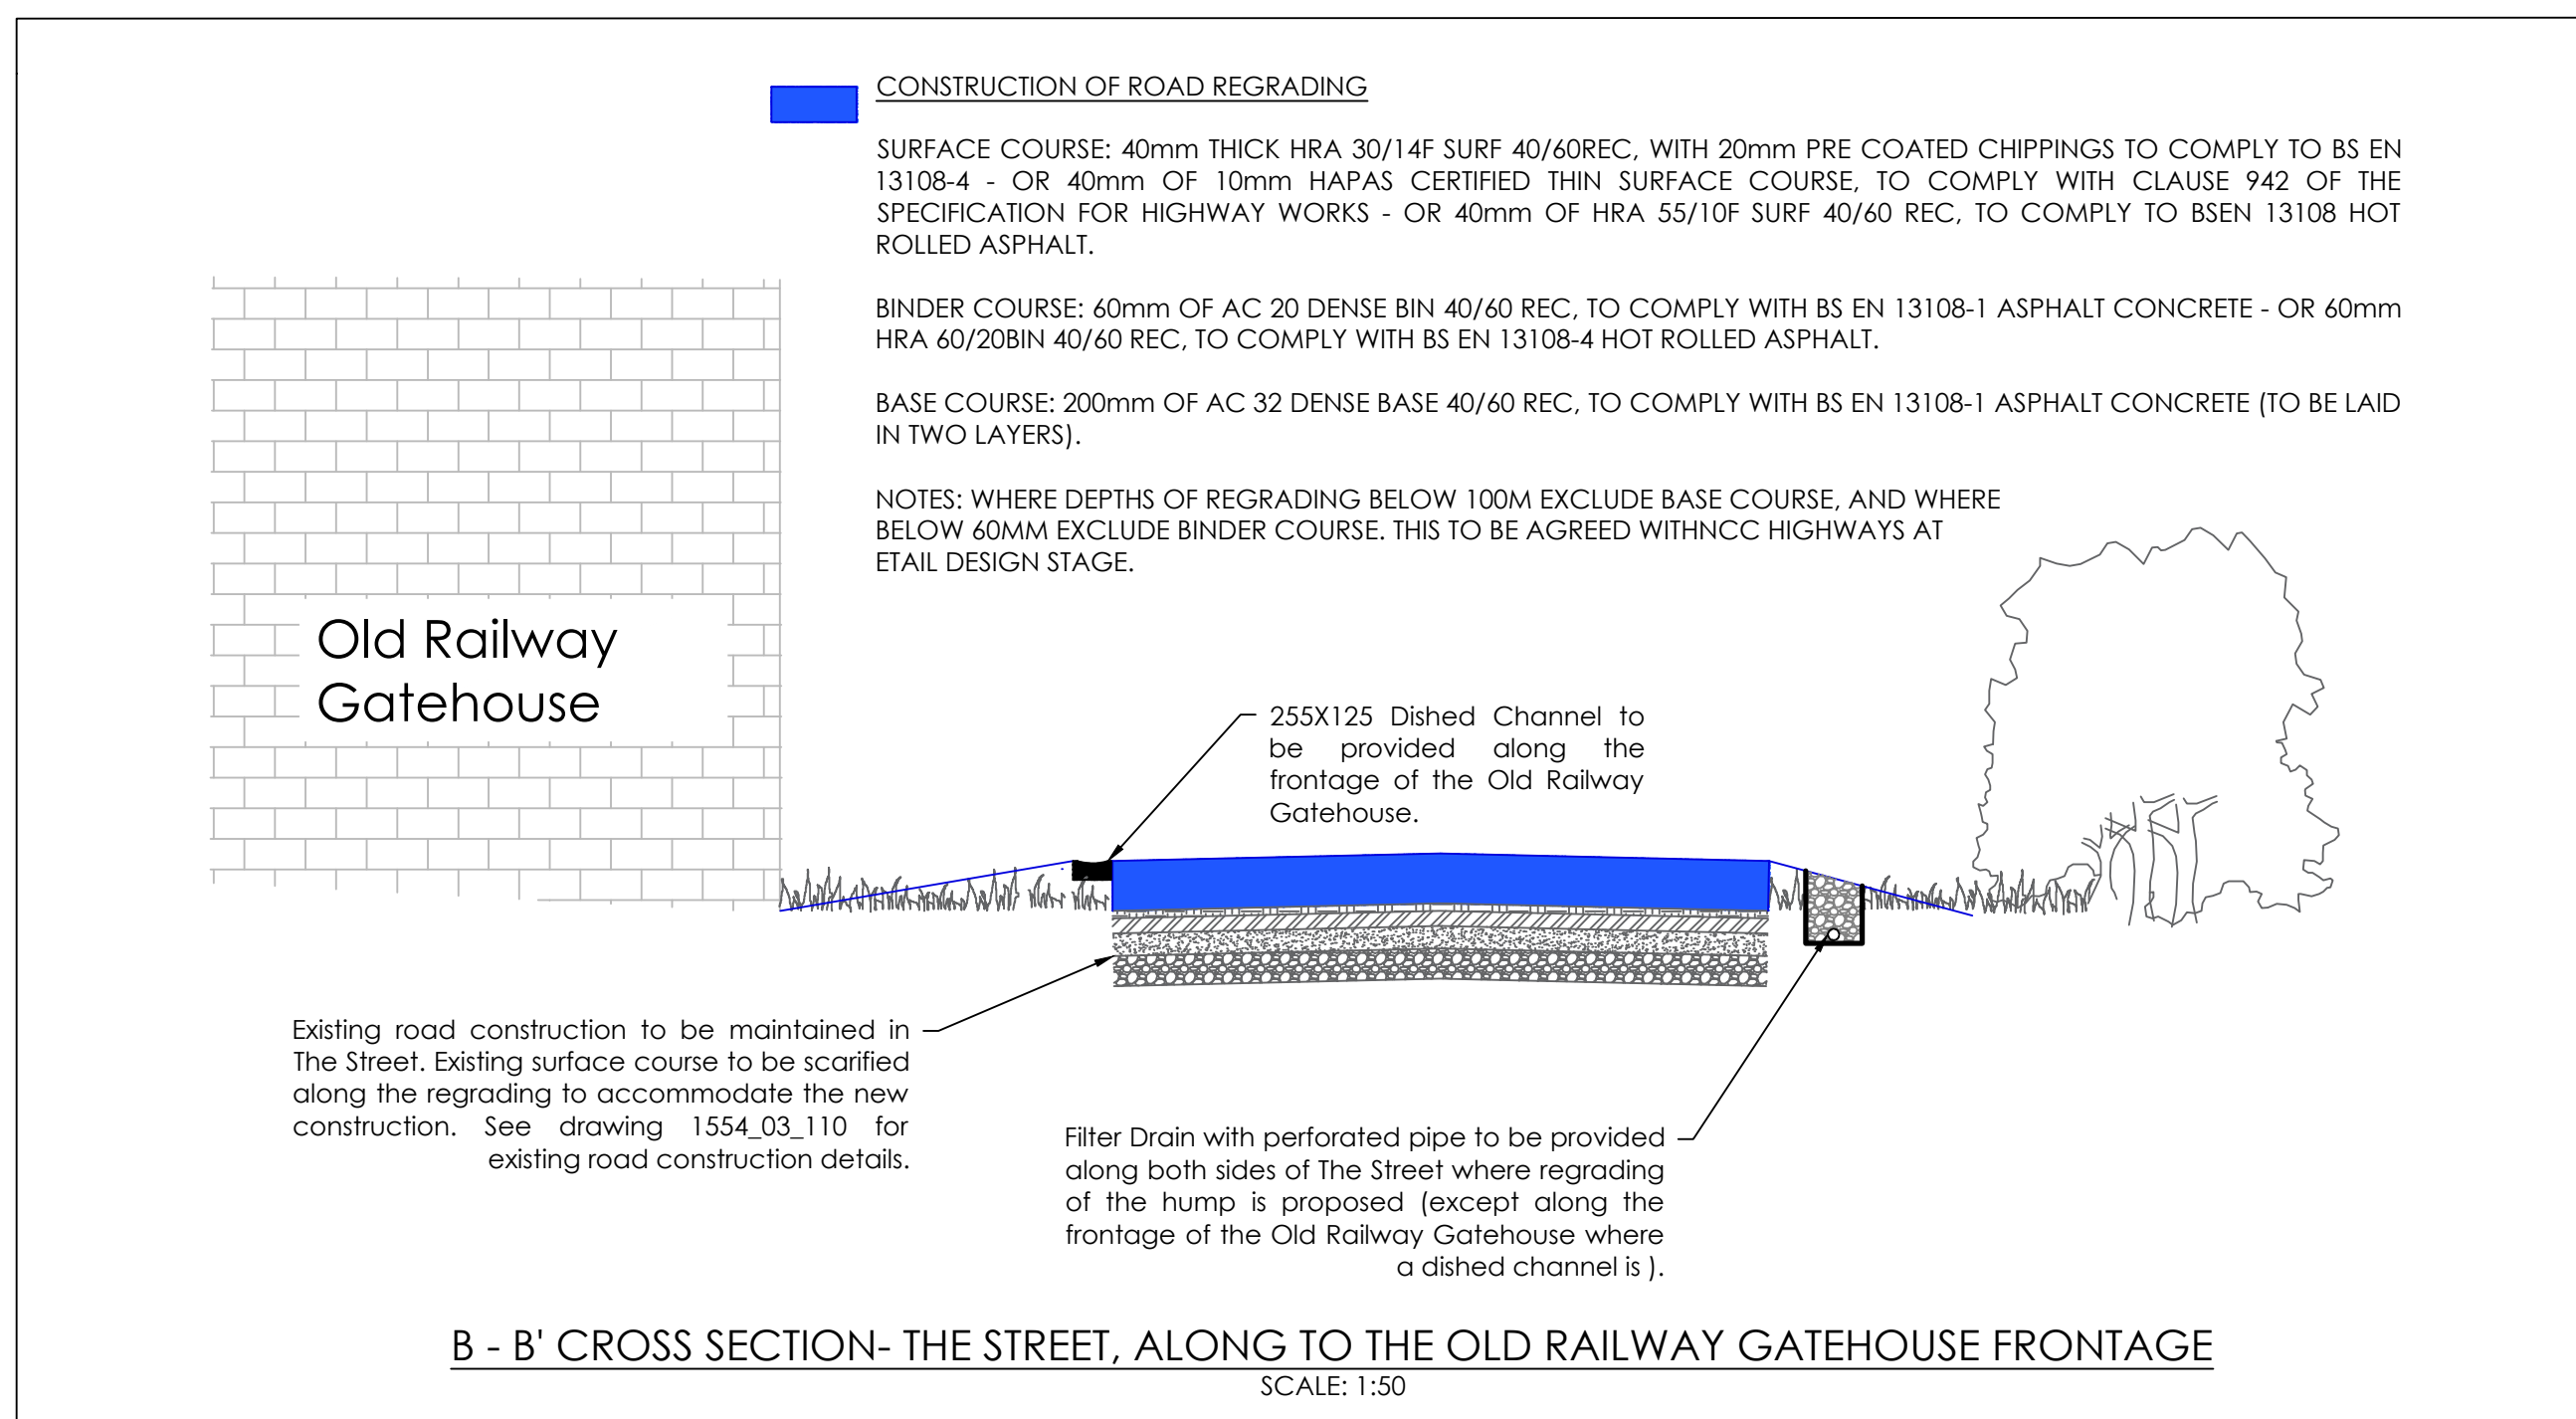 CONSTRUCTION OF ROAD REGRADING
SURFACE COURSE: 40mm THICK HRA 30/14F SURF 40/60REC, WITH 20mm PRE COATED CHIPPINGS TO COMPLY TO BS EN
13108-4 - OR 40mm OF 10mm HAPAS CERTIFIED THIN SURFACE COURSE, TO COMPLY WITH CLAUSE 942 OF THE
SPECIFICATION FOR HIGHWAY WORKS - OR 40mm OF HRA 55/10F SURF 40/60 REC, TO COMPLY TO BSEN 13108 HOT
ROLLED ASPHALT.
BINDER COURSE: 60mm OF AC 20 DENSE BIN 40/60 REC, TO COMPLY WITH BS EN 13108-1 ASPHALT CONCRETE - OR 60mm
HRA 60/20BIN 40/60 REC, TO COMPLY WITH BS EN 13108-4 HOT ROLLED ASPHALT.
BASE COURSE: 200mm OF AC 32 DENSE BASE 40/60 REC, TO COMPLY WITH BS EN 13108-1 ASPHALT CONCRETE (TO BE LAID
IN TWO LAYERS).
NOTES: WHERE DEPTHS OF REGRADING BELOW 100M EXCLUDE BASE COURSE, AND WHERE
BELOW 60MM EXCLUDE BINDER COURSE. THIS TO BE AGREED WITHNCC HIGHWAYS AT
ETAIL DESIGN STAGE.
Old Railway
Gatehouse
255X125 Dished Channel to
be provided along the
frontage of the Old Railway
Gatehouse.
Existing road construction to be maintained in
The Street. Existing surface course to be scarified
along the regrading to accommodate the new
construction. See drawing 1554_03_110 for
existing road construction details.
Filter Drain with perforated pipe to be provided
along both sides of The Street where regrading
of the hump is proposed (except along the
frontage of the Old Railway Gatehouse where
a dished channel is ).
B - B' CROSS SECTION- THE STREET, ALONG TO THE OLD RAILWAY GATEHOUSE FRONTAGE
SCALE: 1:50